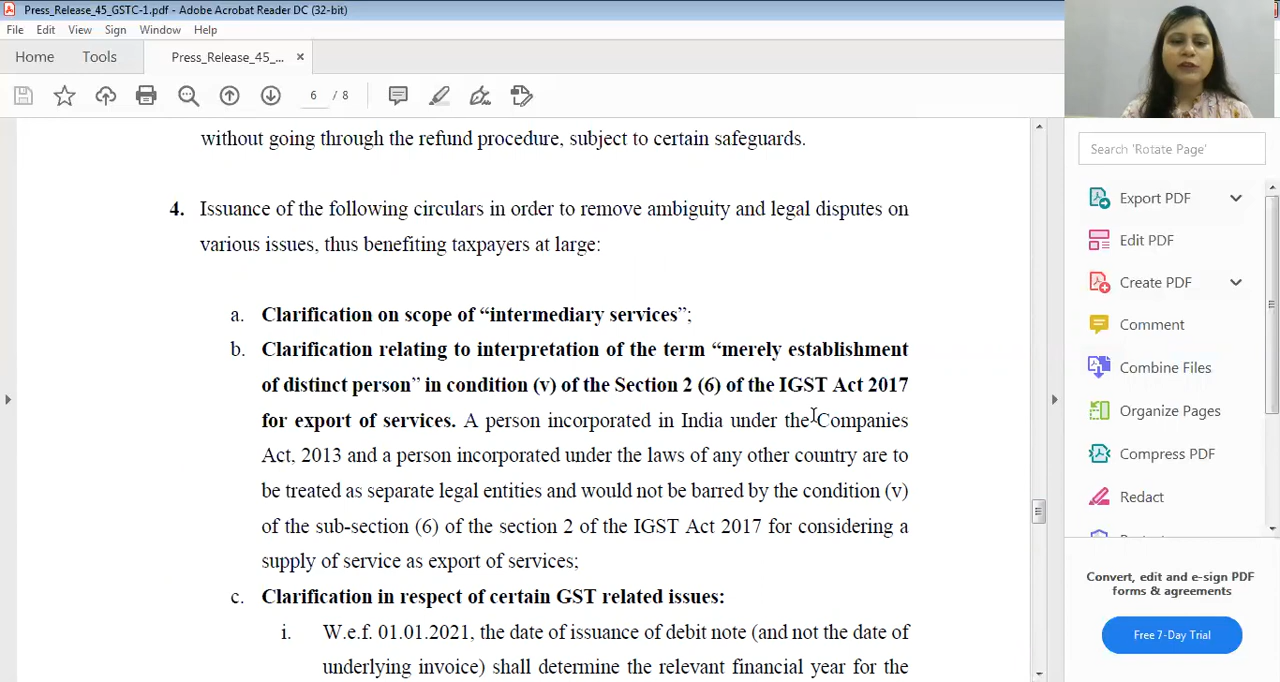 Press_Release_45_GSTC-1.pdf - Adobe Acrobat Reader DC (32-bit)
File Edit View Sign Window Help
Home Tools Press_Release_45_... ×
6 / 8
Search 'Rotate Page'
without going through the refund procedure, subject to certain safeguards.
4. Issuance of the following circulars in order to remove ambiguity and legal disputes on
various issues, thus benefiting taxpayers at large:
a. Clarification on scope of “intermediary services”;
b. Clarification relating to interpretation of the term “merely establishment
of distinct person” in condition (v) of the Section 2 (6) of the IGST Act 2017
for export of services. A person incorporated in India under the Companies
Act, 2013 and a person incorporated under the laws of any other country are to
be treated as separate legal entities and would not be barred by the condition (v)
of the sub-section (6) of the section 2 of the IGST Act 2017 for considering a
supply of service as export of services;
c. Clarification in respect of certain GST related issues:
i. W.e.f. 01.01.2021, the date of issuance of debit note (and not the date of
underlying invoice) shall determine the relevant financial year for the
Export PDF
Edit PDF
Create PDF
Comment
Combine Files
Organize Pages
Compress PDF
Redact
Convert, edit and e-sign PDF
forms & agreements
Free 7-Day Trial